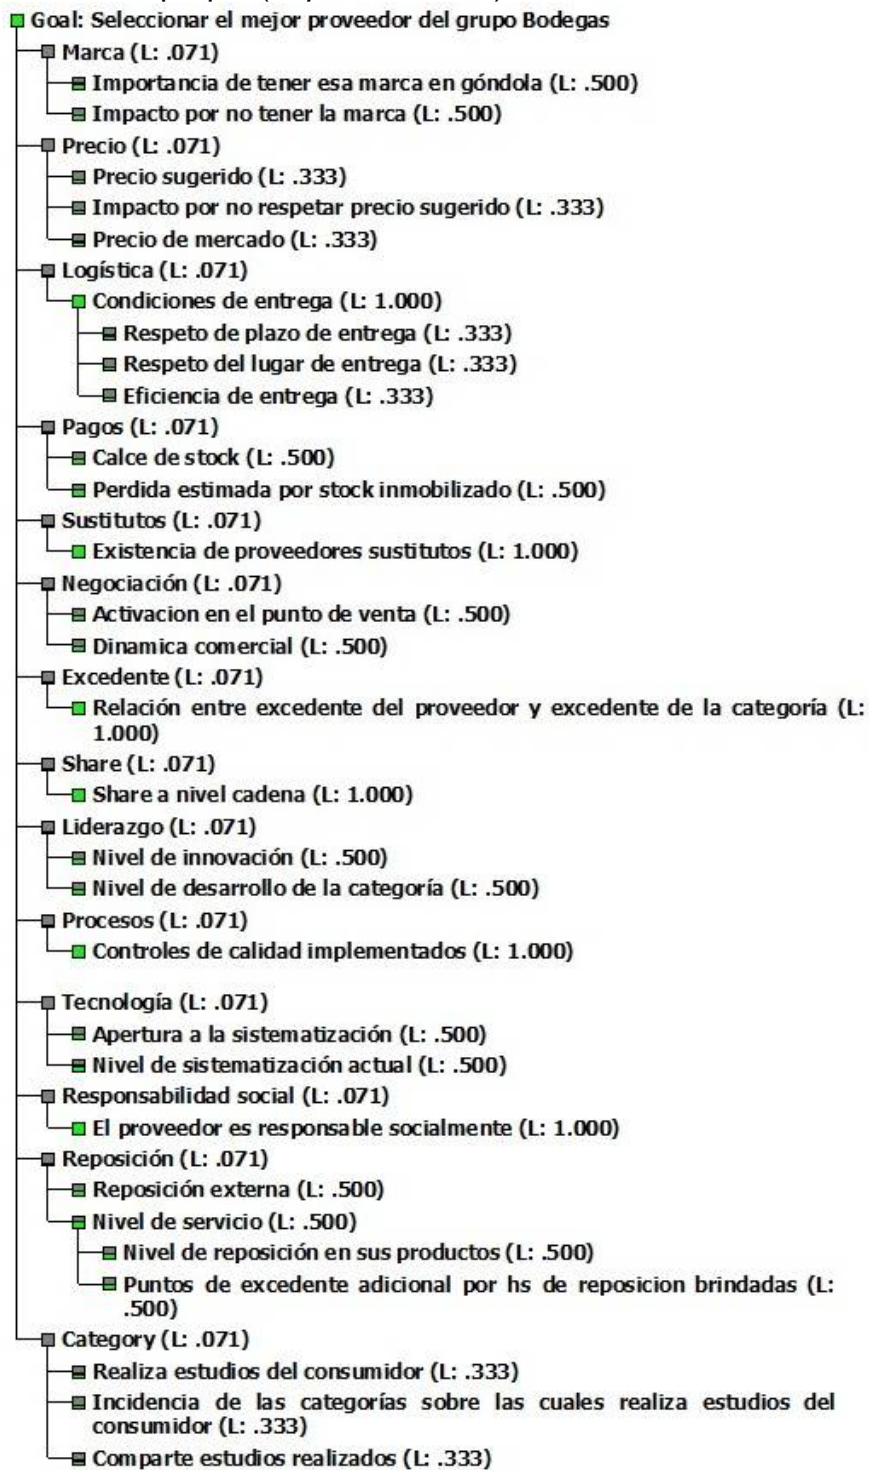 Goal: Seleccionar el mejor proveedor del grupo Bodegas
Marca (L: .071)
Importancia de tener esa marca en góndola (L: .500)
Impacto por no tener la marca (L: .500)
Precio (L: .071)
Precio sugerido (L: .333)
Impacto por no respetar precio sugerido (L: .333)
Precio de mercado (L: .333)
Logística (L: .071)
Condiciones de entrega (L: 1.000)
Respeto de plazo de entrega (L: .333)
Respeto del lugar de entrega (L: .333)
Eficiencia de entrega (L: .333)
Pagos (L: .071)
Calce de stock (L: .500)
Perdida estimada por stock inmobilizado (L: .500)
Sustitutos (L: .071)
Existencia de proveedores sustitutos (L: 1.000)
Negociación (L: .071)
Activacion en el punto de venta (L: .500)
Dinamica comercial (L: .500)
Excedente (L: .071)
Relación entre excedente del proveedor y excedente de la categoría (L:
1.000)
Share (L: .071)
Share a nivel cadena (L: 1.000)
Liderazgo (L: .071)
Nivel de innovación (L: .500)
Nivel de desarrollo de la categoría (L: .500)
Procesos (L: .071)
Controles de calidad implementados (L: 1.000)
Tecnología (L: .071)
Apertura a la sistematización (L: .500)
Nivel de sistematización actual (L: .500)
Responsabilidad social (L: .071)
El proveedor es responsable socialmente (L: 1.000)
Reposición (L: .071)
Reposición externa (L: .500)
Nivel de servicio (L: .500)
Nivel de reposición en sus productos (L: .500)
Puntos de excedente adicional por hs de reposicion brindadas (L:
.500)
Category (L: .071)
Realiza estudios del consumidor (L: .333)
Incidencia de las categorías sobre las cuales realiza estudios del
consumidor (L: .333)
Comparte estudios realizados (L: .333)